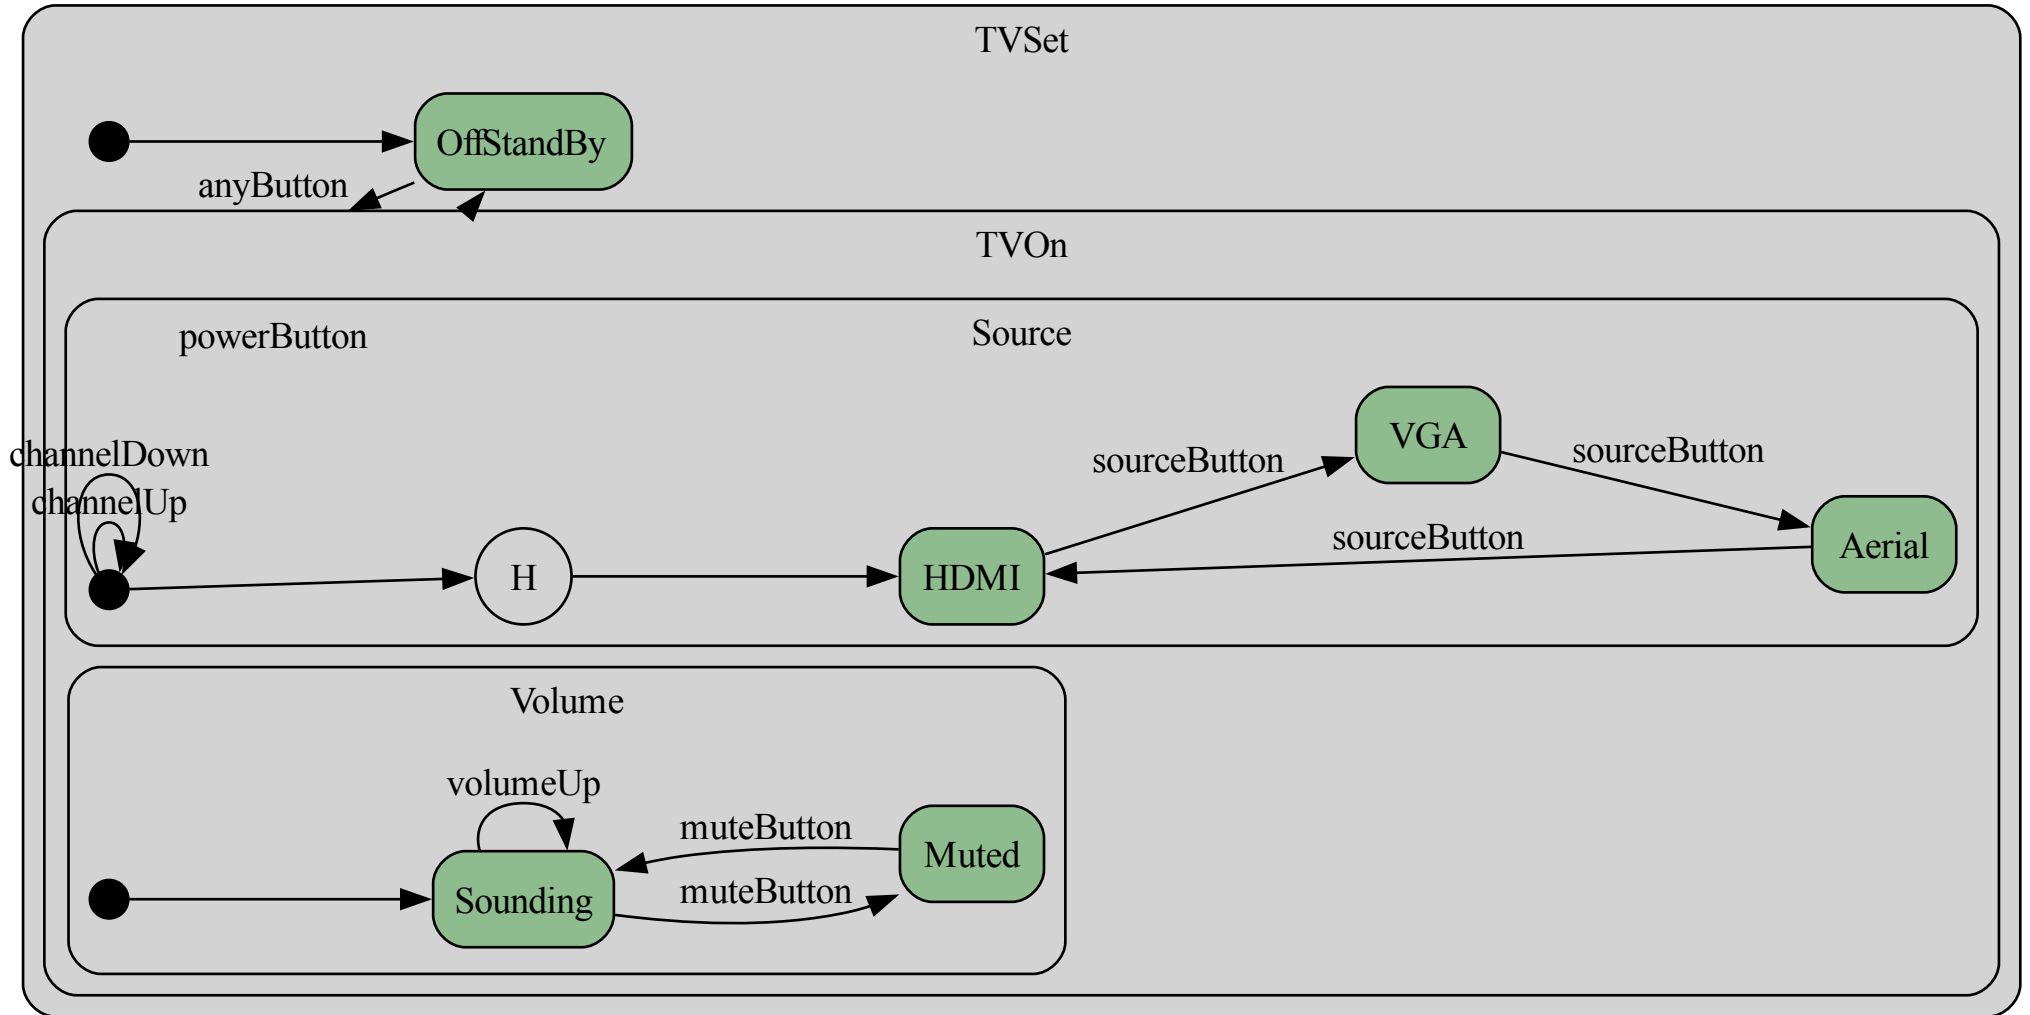 TVSet
OffStandBy
anyButton
TVOn
powerButton
Source
VGA
channelDown
sourceButton
sourceButton
channelUp
sourceButton
Aerial
H
HDMI
Volume
volumeUp
muteButton
Muted
muteButton
Sounding